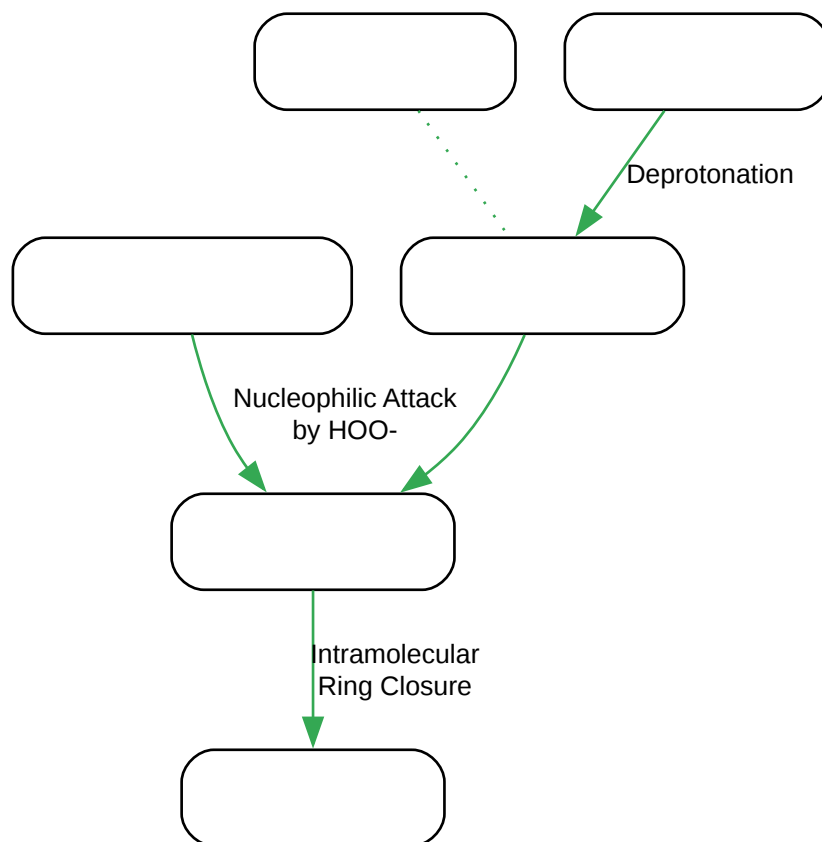 Deprotonation
Nucleophilic Attack
by HOO-
Intramolecular
Ring Closure